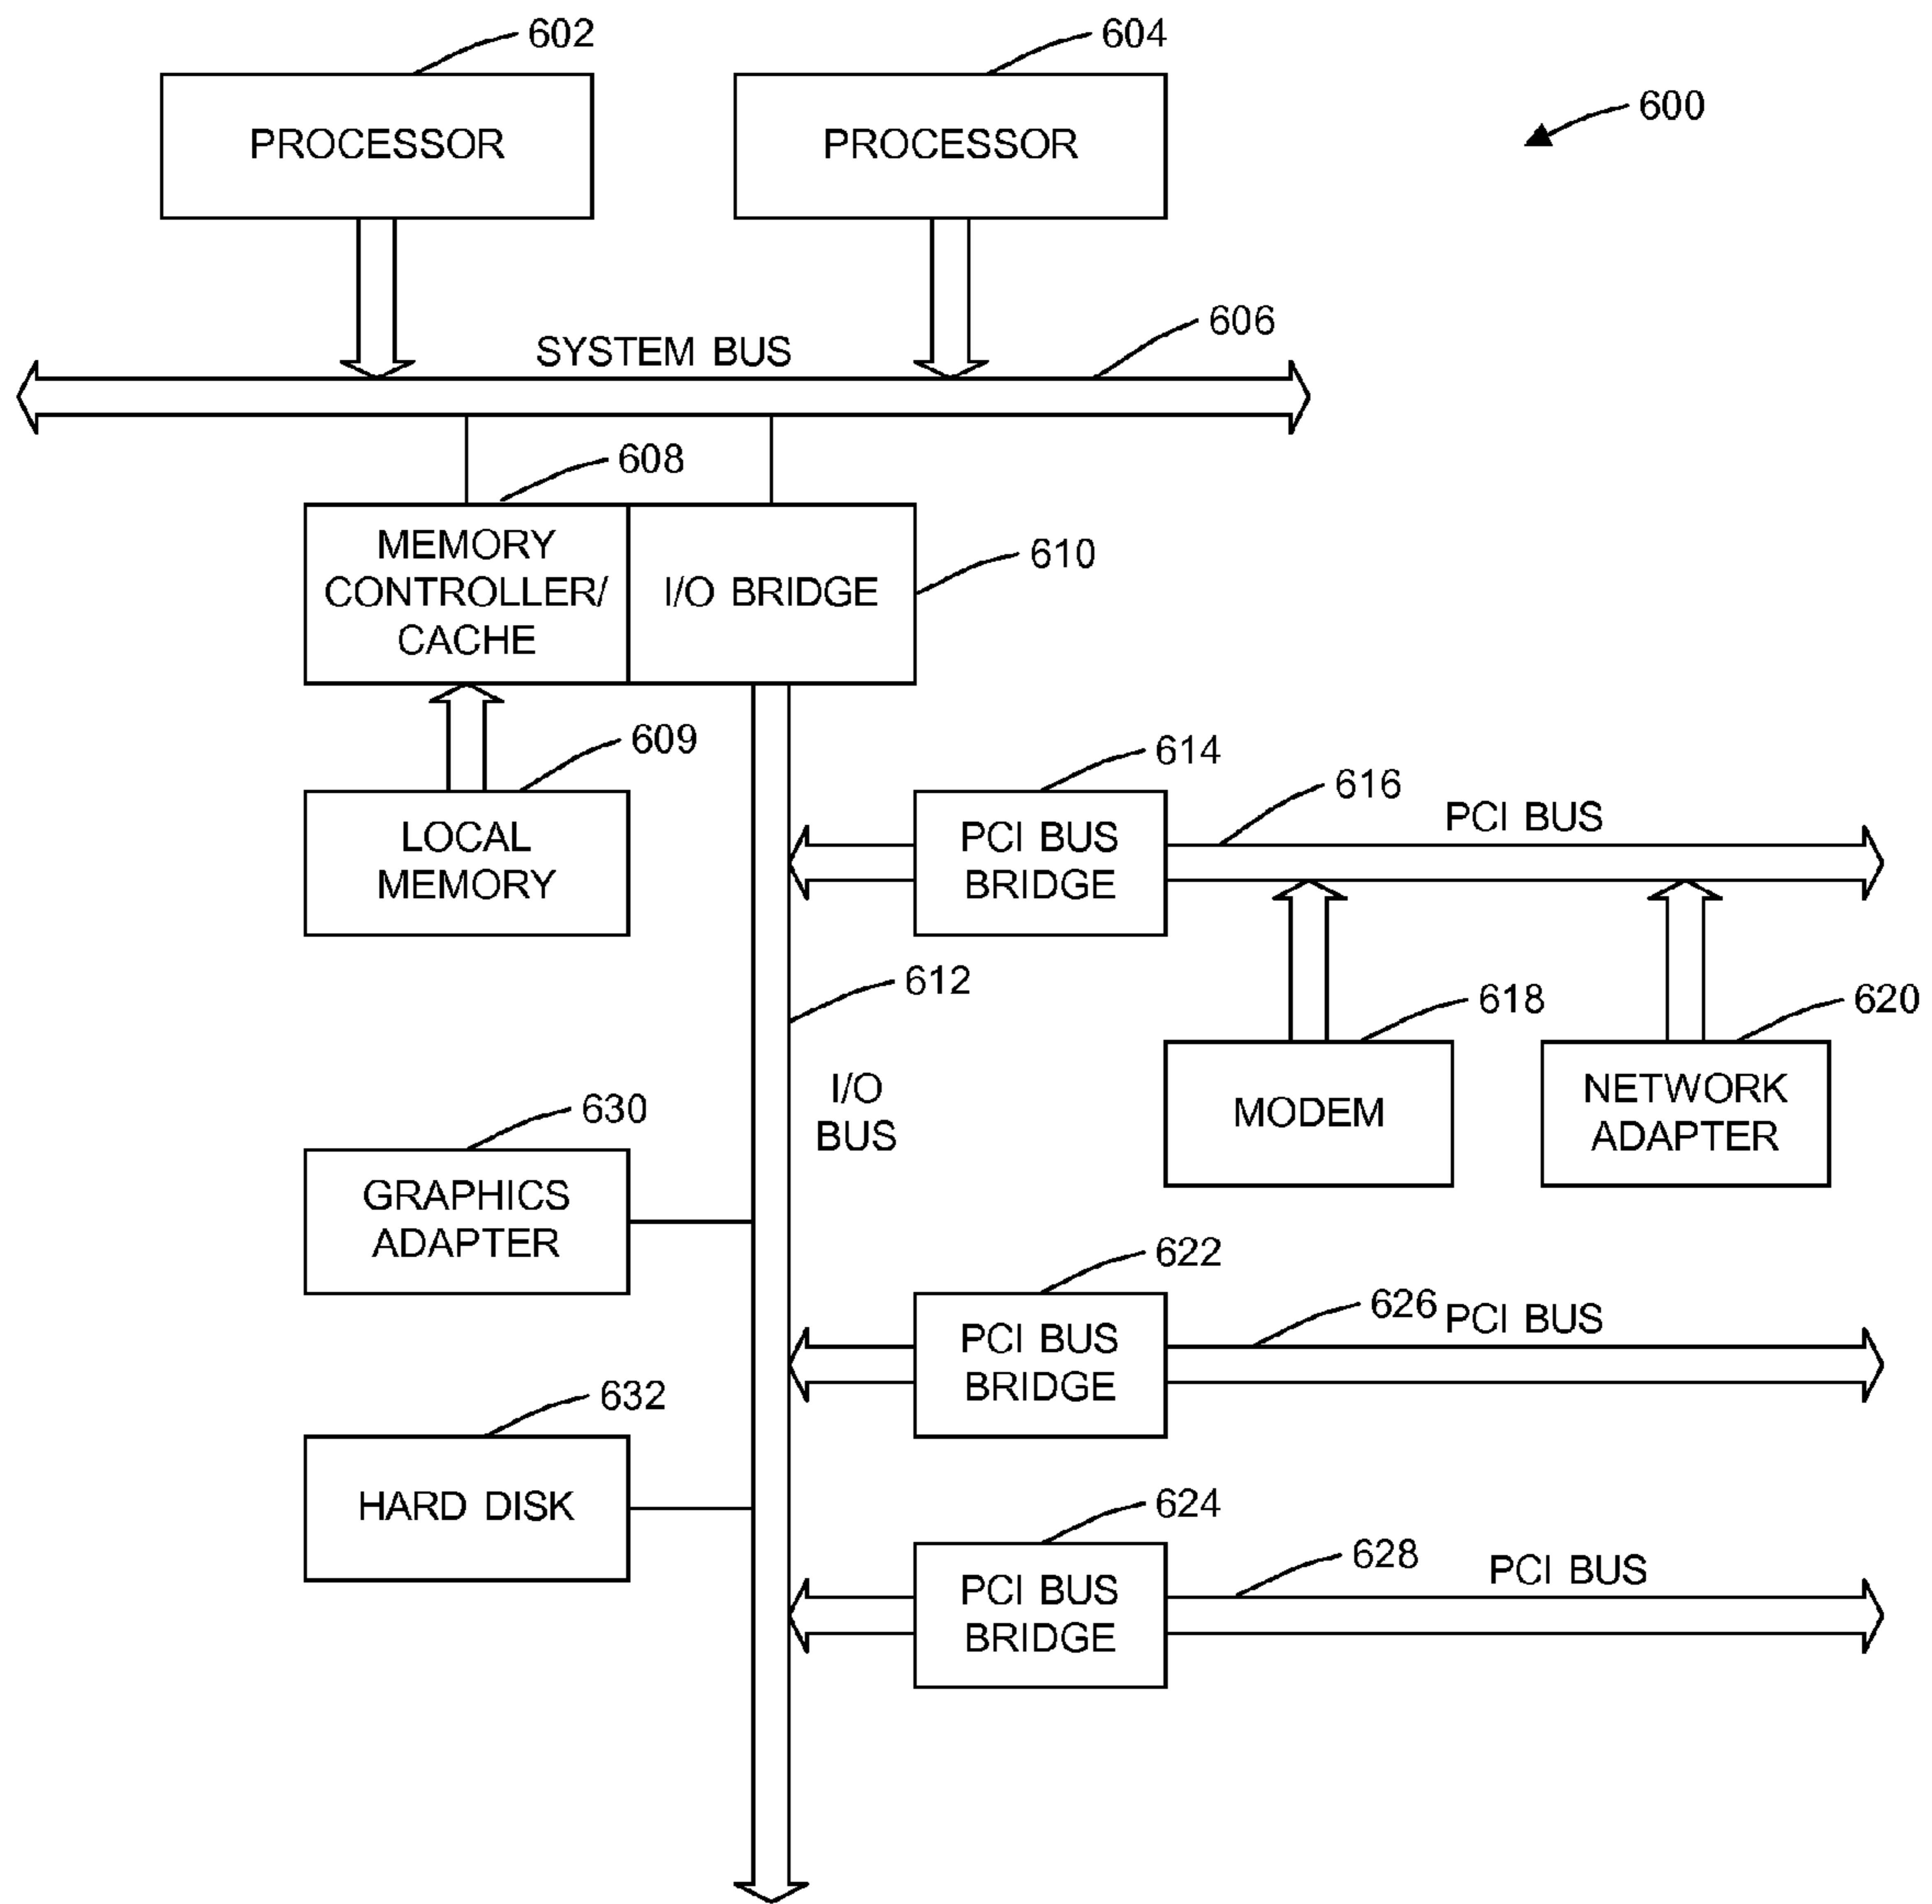 602
604
600
PROCESSOR
PROCESSOR
606
SYSTEM BUS
608
MEMORY
CONTROLLER/
CACHE
I/O BRIDGE
610
609
LOCAL
MEMORY
614
616
PCI BUS
PCI BUS
BRIDGE
612
618
620
I/O
BUS
MODEM
NETWORK
ADAPTER
630
GRAPHICS
ADAPTER
622
626
PCI BUS
PCI BUS
BRIDGE
632
HARD DISK
624
628
PCI BUS
PCI BUS
BRIDGE